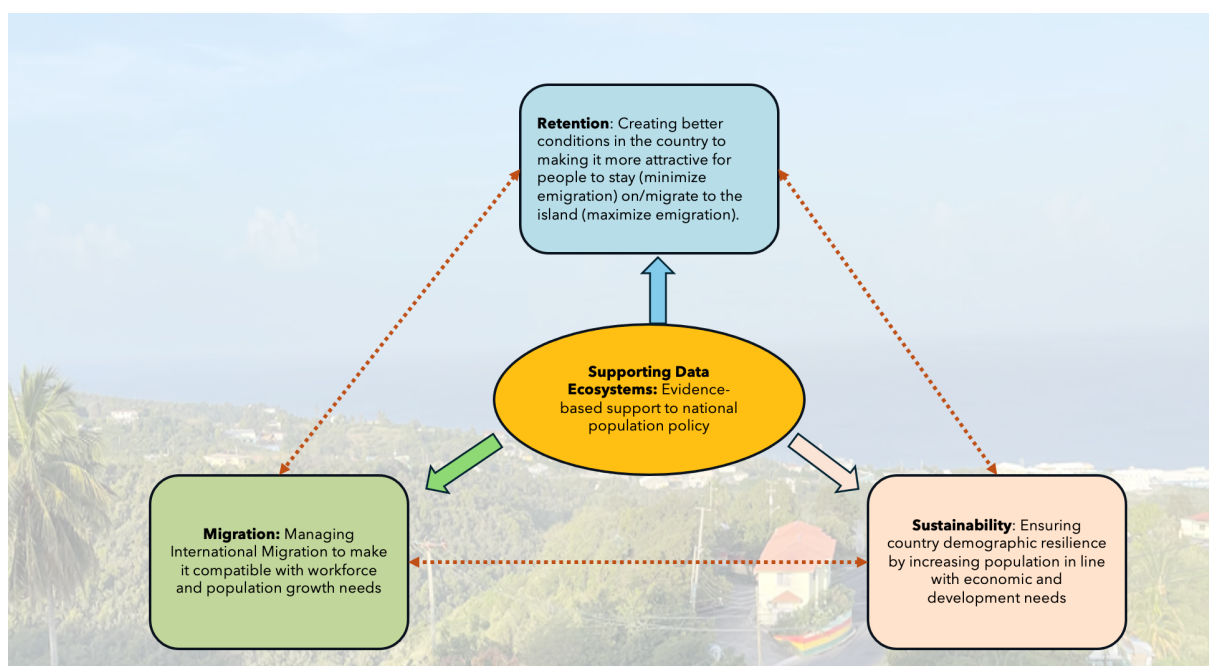 Retention: Creating better
conditions in the country to
making it more attractive for
people to stay (minimize
emigration) on/migrate to the
island (maximize emigration).
Supporting Data
Ecosystems: Evidence-
based support to national
population policy
Migration: Managing
International Migration to make
it compatible with workforce
and population growth needs
Sustainability: Ensuring
country demographic resilience
by increasing population in line
with economic and
development needs